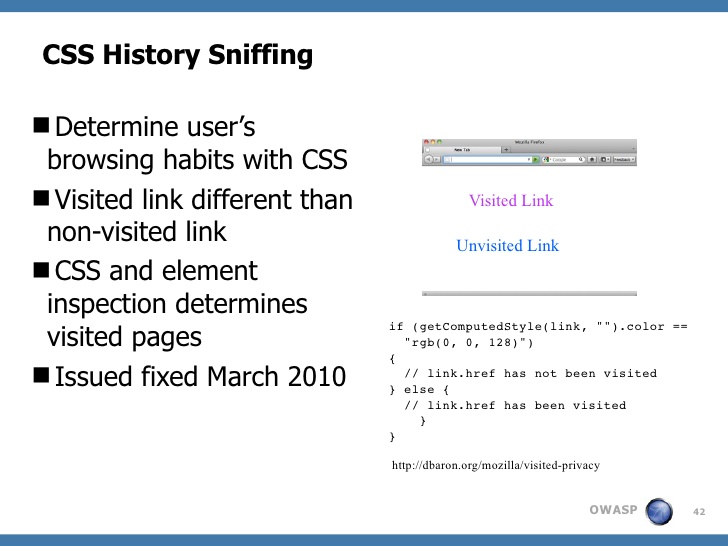 CSS History Sniffing
Determine user's
browsing habits with CSS
Visited link different than
non-visited link
CSS and element
inspection determines
visited pages
Issued fixed March 2010
Mozilla Firefox
New Tab
Google
Feedback
Visited Link
Unvisited Link
if (getComputedStyle(link, "").color ==
"rgb(0, 0, 128)")
{
// link.href has not been visited
} else {
// link.href has been visited
}
}
http://dbaron.org/mozilla/visited-privacy
OWASP
42